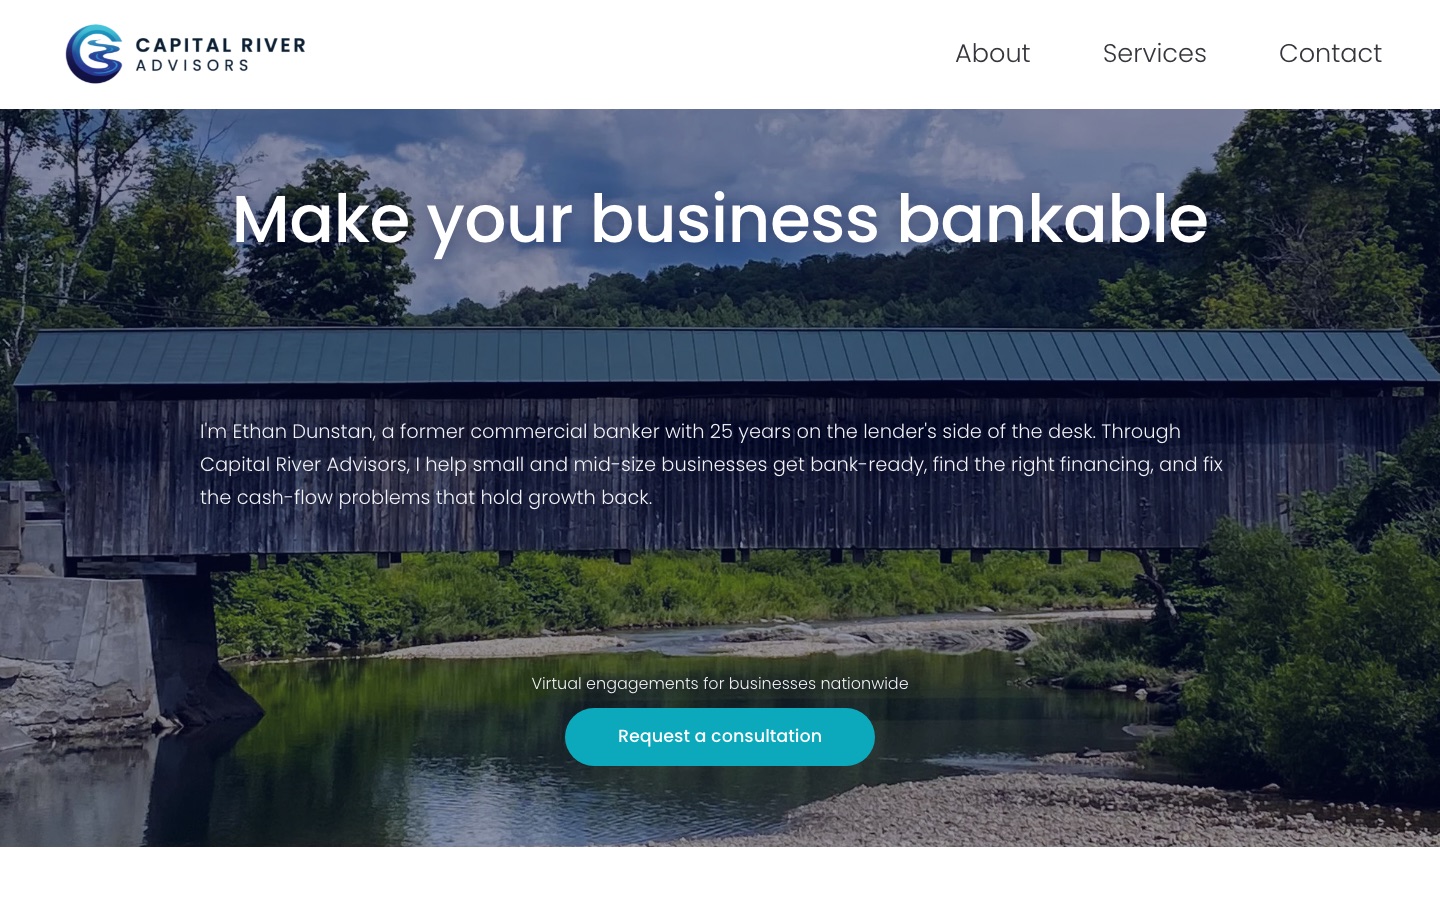 CAPITAL RIVER
ADVISORS
About
Services
Contact
Make your business bankable
I'm Ethan Dunstan, a former commercial banker with 25 years on the lender's side of the desk. Through
Capital River Advisors, I help small and mid-size businesses get bank-ready, find the right financing, and fix
the cash-flow problems that hold growth back.
Virtual engagements for businesses nationwide
Request a consultation